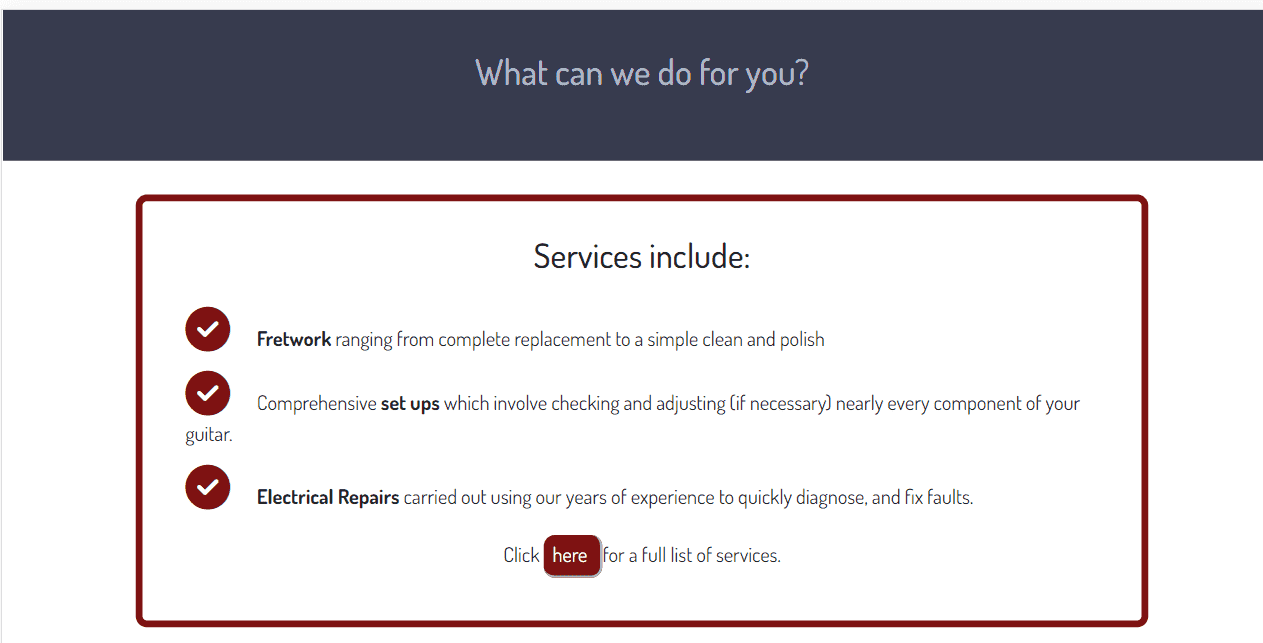 What can we do for you?
Services include:
Fretwork ranging from complete replacement to a simple clean and polish
Comprehensive set ups which involve checking and adjusting (if necessary) nearly every component of your
guitar.
Electrical Repairs carried out using our years of experience to quickly diagnose, and fix faults.
Click here for a full list of services.